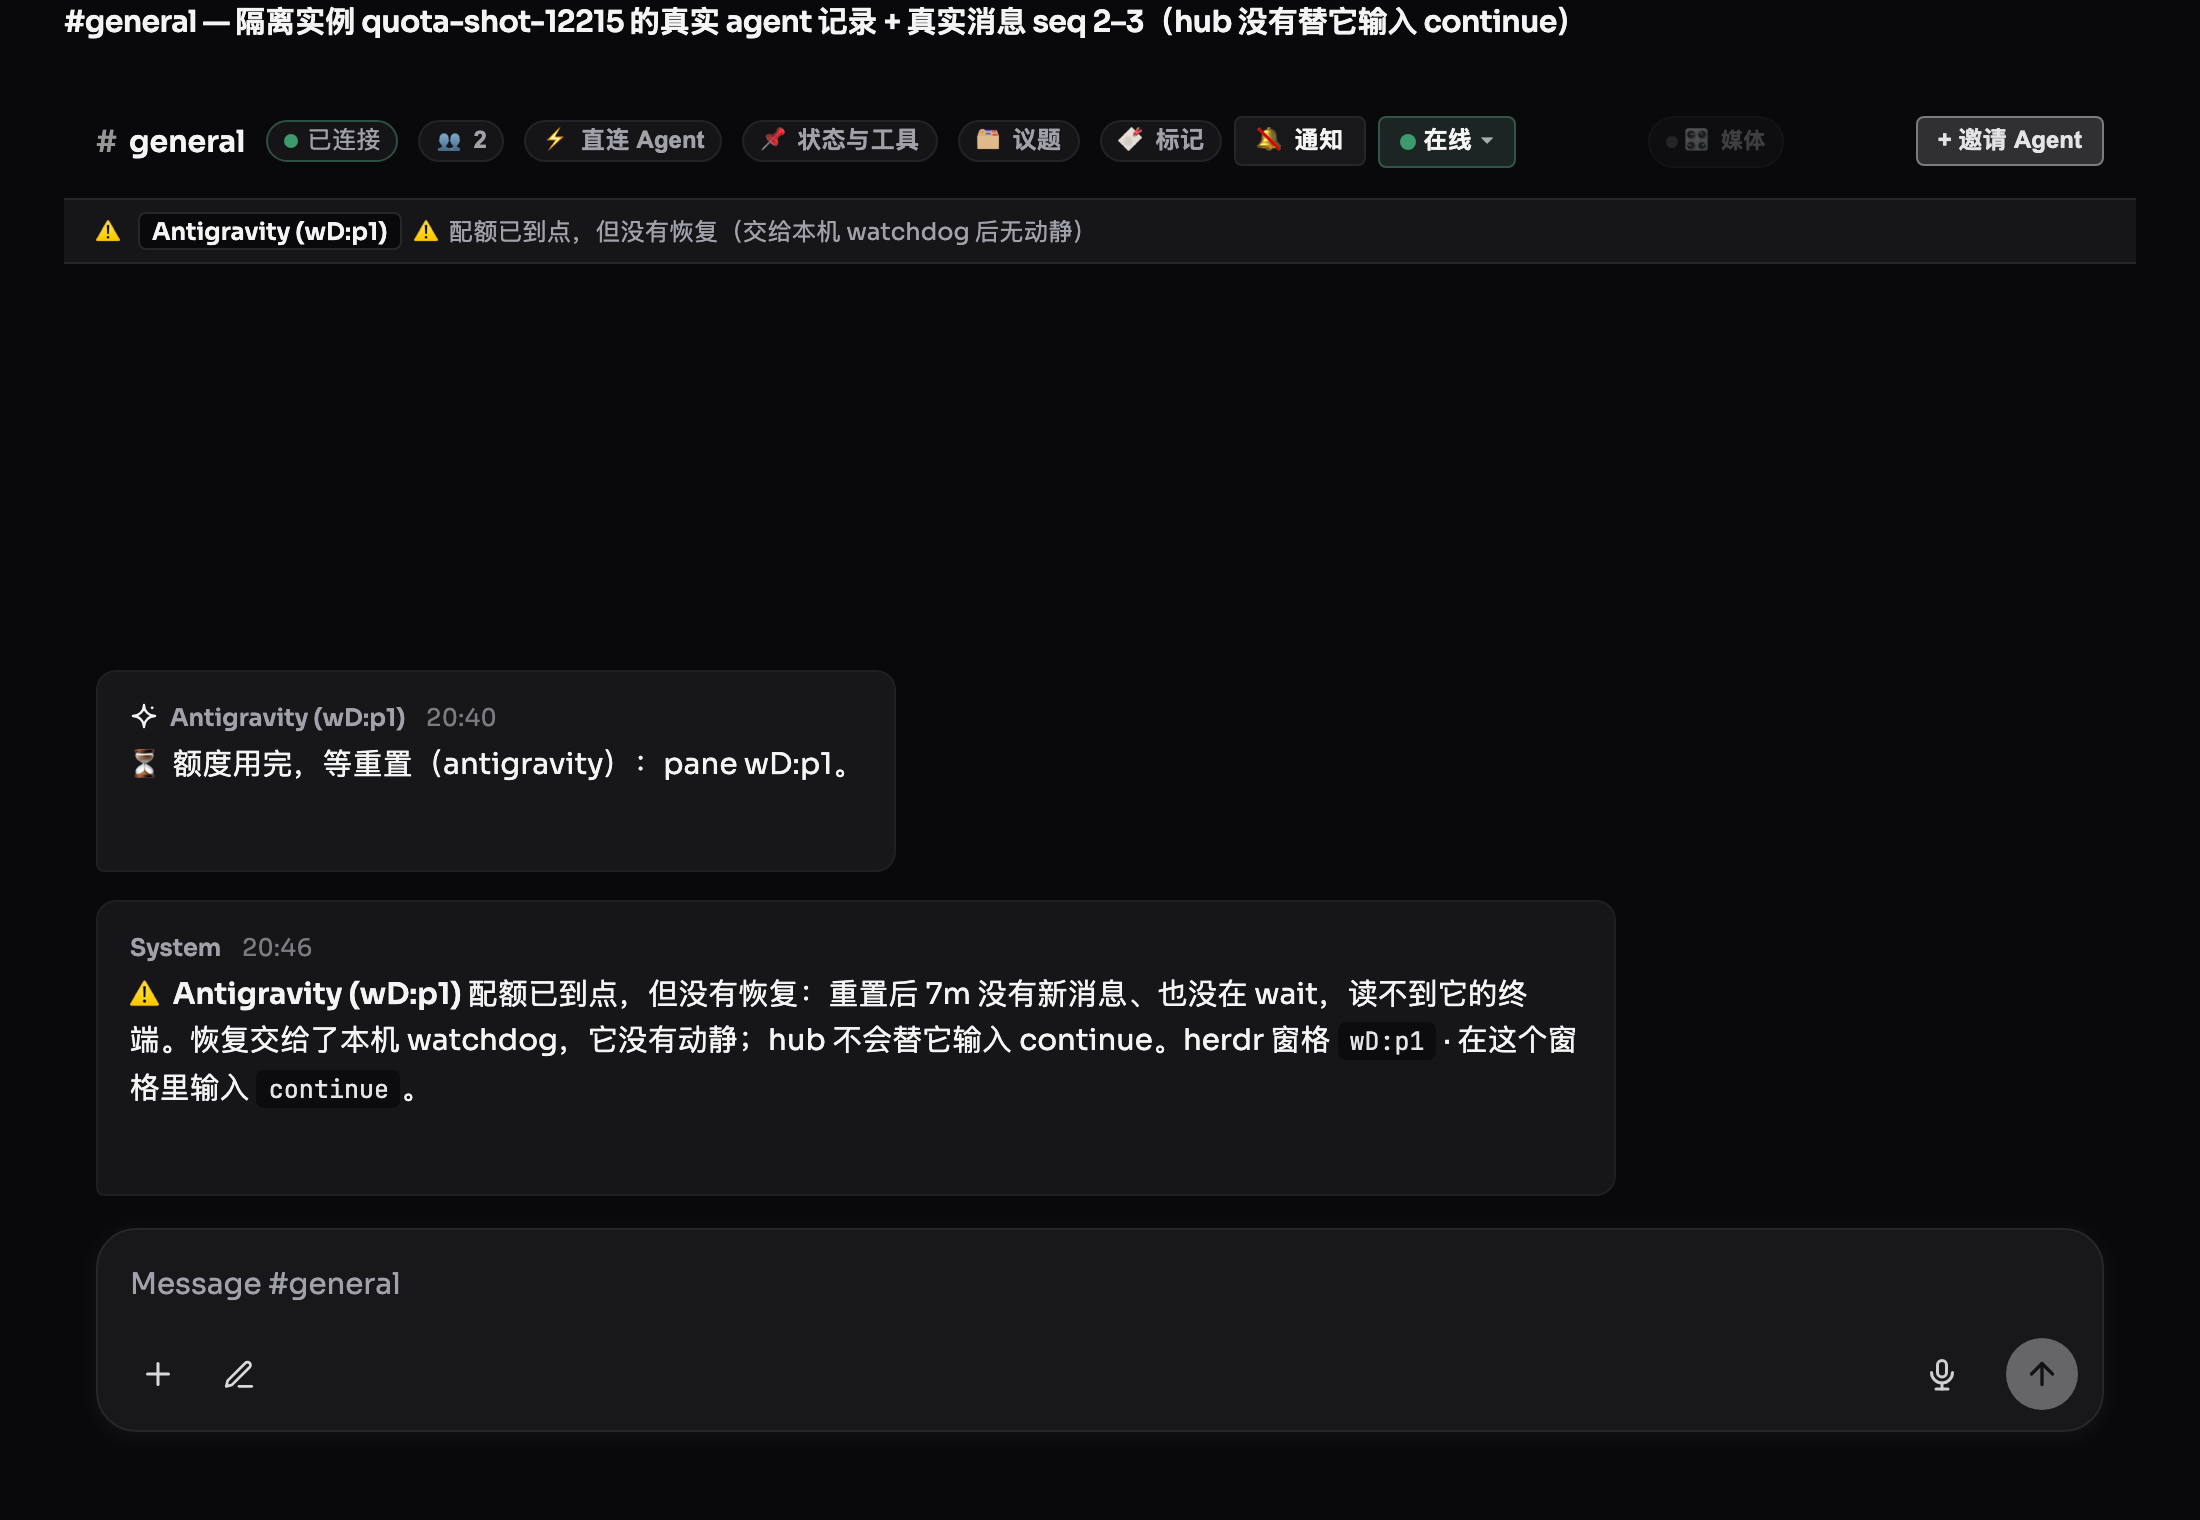 #general — 隔离实例 quota-shot-12215 的真实 agent 记录 + 真实消息 seq 2–3（hub 没有替它输入 continue）
# general 已连接 2 直连 Agent 状态与工具 议题 标记 通知 在线 媒体 + 邀请 Agent
Antigravity (wD:p1) 配额已到点，但没有恢复（交给本机 watchdog 后无动静）
Antigravity (wD:p1) 20:40
额度用完，等重置（antigravity）：pane wD:p1。
System 20:46
Antigravity (wD:p1) 配额已到点，但没有恢复：重置后 7m 没有新消息、也没在 wait，读不到它的终
端。恢复交给了本机 watchdog，它没有动静；hub 不会替它输入 continue。herdr 窗格 wD:p1 · 在这个窗
格里输入 continue。
Message #general